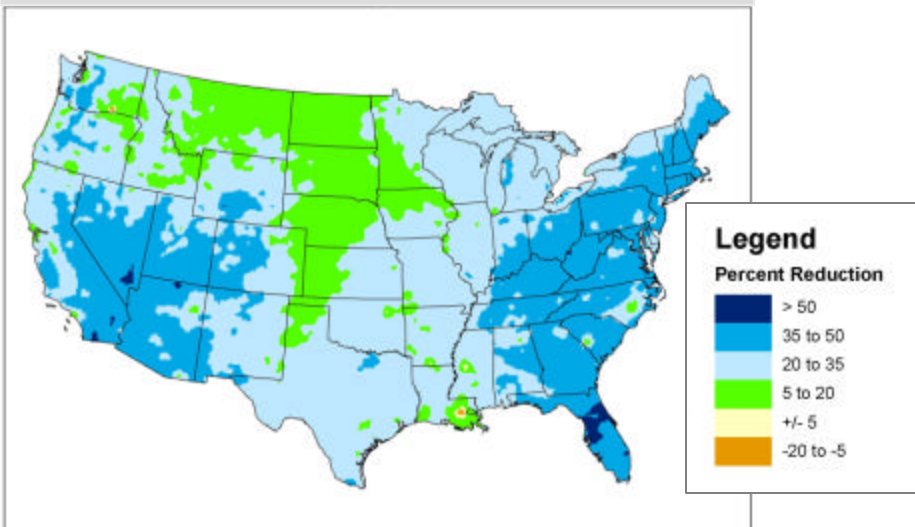 Legend
Percent Reduction
> 50
35 to 50
20 to 35
5 to 20
+/- 5
-20 to -5